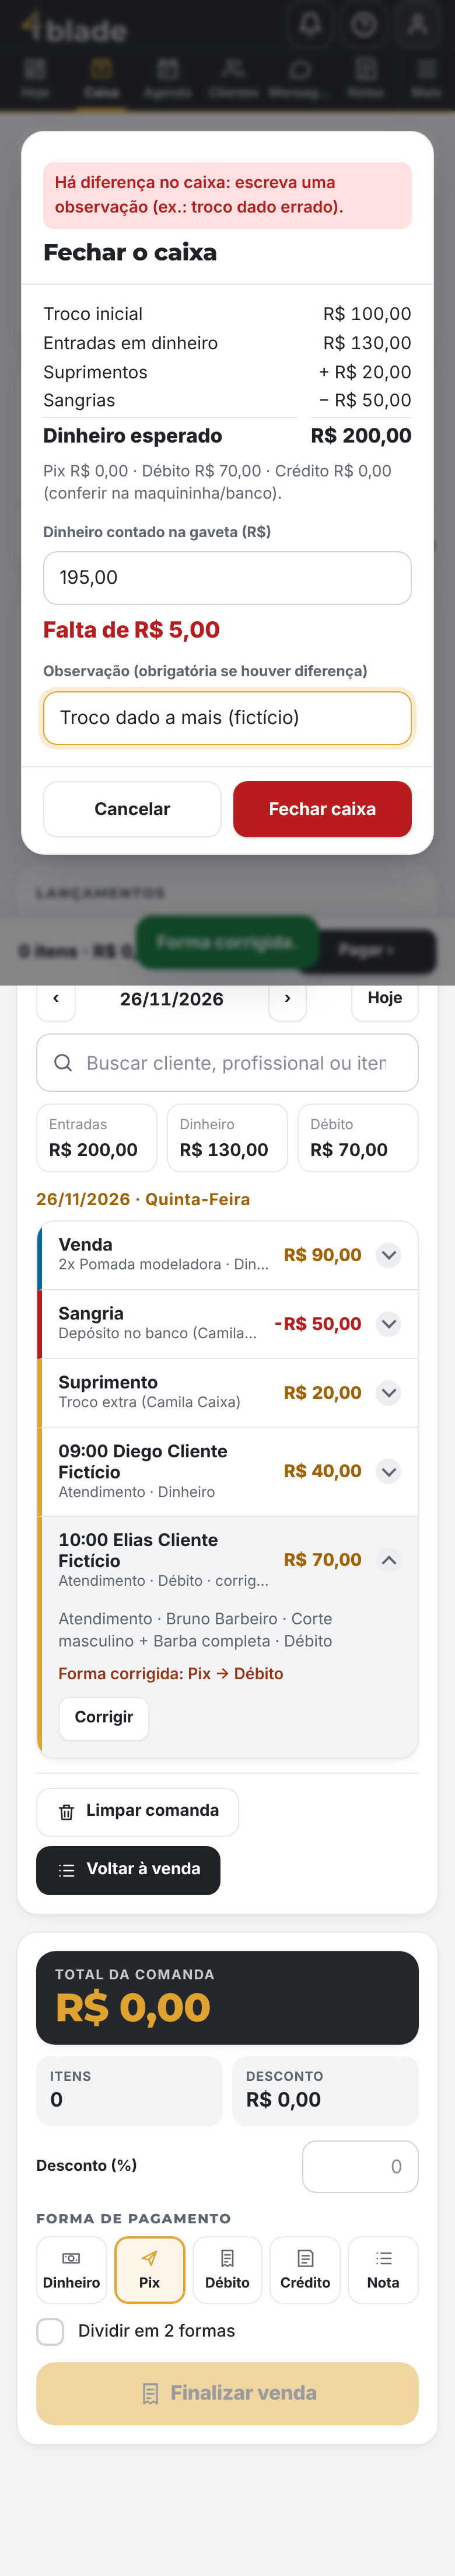 blade
Hoje Caixa Agenda Clientes Mensag... Notas Mais
Há diferença no caixa: escreva uma
observação (ex.: troco dado errado).
Fechar o caixa
Troco inicial R$ 100,00
Entradas em dinheiro R$ 130,00
Suprimentos + R$ 20,00
Sangrias − R$ 50,00
Dinheiro esperado R$ 200,00
Pix R$ 0,00 · Débito R$ 70,00 · Crédito R$ 0,00
(conferir na maquininha/banco).
Dinheiro contado na gaveta (R$)
195,00
Falta de R$ 5,00
Observação (obrigatória se houver diferença)
Troco dado a mais (fictício)
Cancelar Fechar caixa
LANÇAMENTOS
0 itens · R$ 0, Forma corrigida. Pagar ›
‹ 26/11/2026 › Hoje
Buscar cliente, profissional ou iter
Entradas Dinheiro Débito
R$ 200,00 R$ 130,00 R$ 70,00
26/11/2026 · Quinta-Feira
Venda
2x Pomada modeladora · Din... R$ 90,00
Sangria
Depósito no banco (Camila... -R$ 50,00
Suprimento
Troco extra (Camila Caixa) R$ 20,00
09:00 Diego Cliente
Fictício R$ 40,00
Atendimento · Dinheiro
10:00 Elias Cliente
Fictício R$ 70,00
Atendimento · Débito · corrig...
Atendimento · Bruno Barbeiro · Corte
masculino + Barba completa · Débito
Forma corrigida: Pix → Débito
Corrigir
Limpar comanda
Voltar à venda
TOTAL DA COMANDA
R$ 0,00
ITENS DESCONTO
0 R$ 0,00
Desconto (%) 0
FORMA DE PAGAMENTO
Dinheiro Pix Débito Crédito Nota
Dividir em 2 formas
Finalizar venda